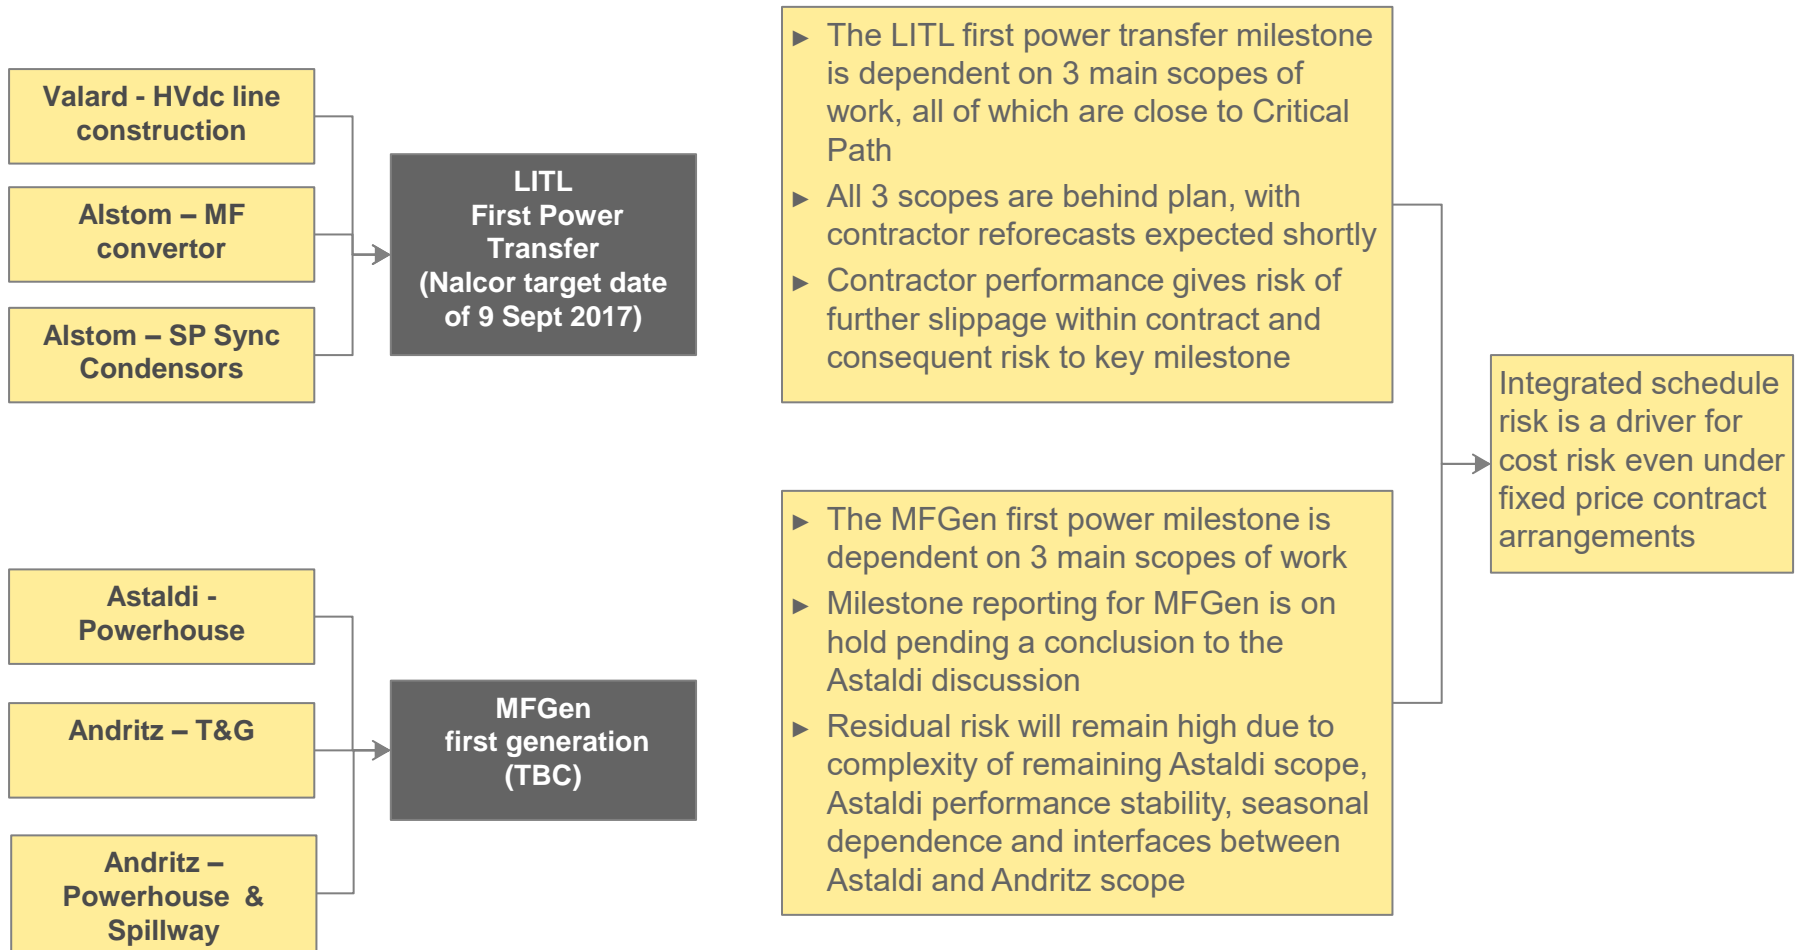 Valard - HVdc line
construction
Alstom – MF
convertor
Alstom – SP Sync
Condensors
LITL
First Power
Transfer
(Nalcor target date
of 9 Sept 2017)
► The LITL first power transfer milestone
is dependent on 3 main scopes of
work, all of which are close to Critical
Path
► All 3 scopes are behind plan, with
contractor reforecasts expected shortly
► Contractor performance gives risk of
further slippage within contract and
consequent risk to key milestone
Astaldi -
Powerhouse
Andritz – T&G
Andritz –
Powerhouse & 
Spillway
MFGen
first generation
(TBC)
► The MFGen first power milestone is
dependent on 3 main scopes of work
► Milestone reporting for MFGen is on
hold pending a conclusion to the
Astaldi discussion
► Residual risk will remain high due to
complexity of remaining Astaldi scope,
Astaldi performance stability, seasonal
dependence and interfaces between
Astaldi and Andritz scope
Integrated schedule
risk is a driver for
cost risk even under
fixed price contract
arrangements